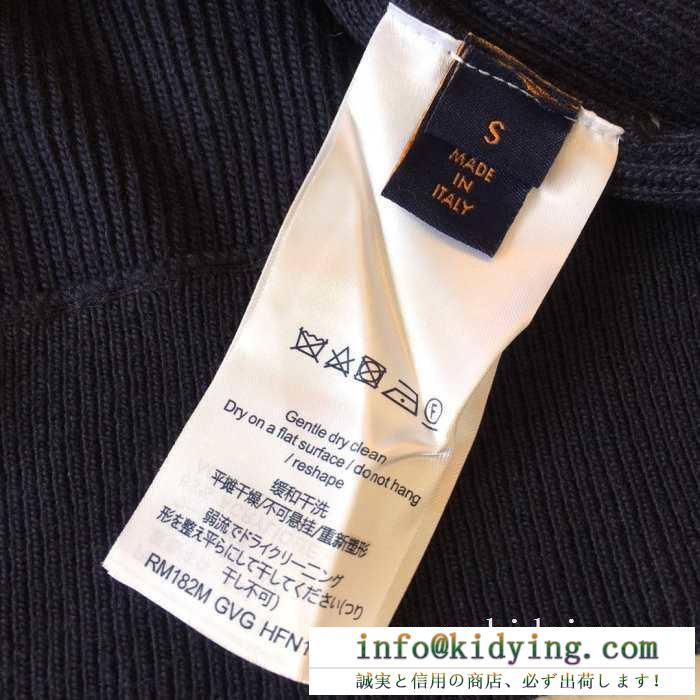 S
MADE
IN
ITALY
F
Gentle dry clean
Dry on a flat surface / do not hang
/ reshape
缓和干洗
平摊干燥/不可悬挂/重新整形
弱流でドライクリーニング
形を整え平らにして干してください(つり
干し不可)
RM182M GVG HFN1
info@kidying.com
誠実と信用の商店、必ず出荷します!